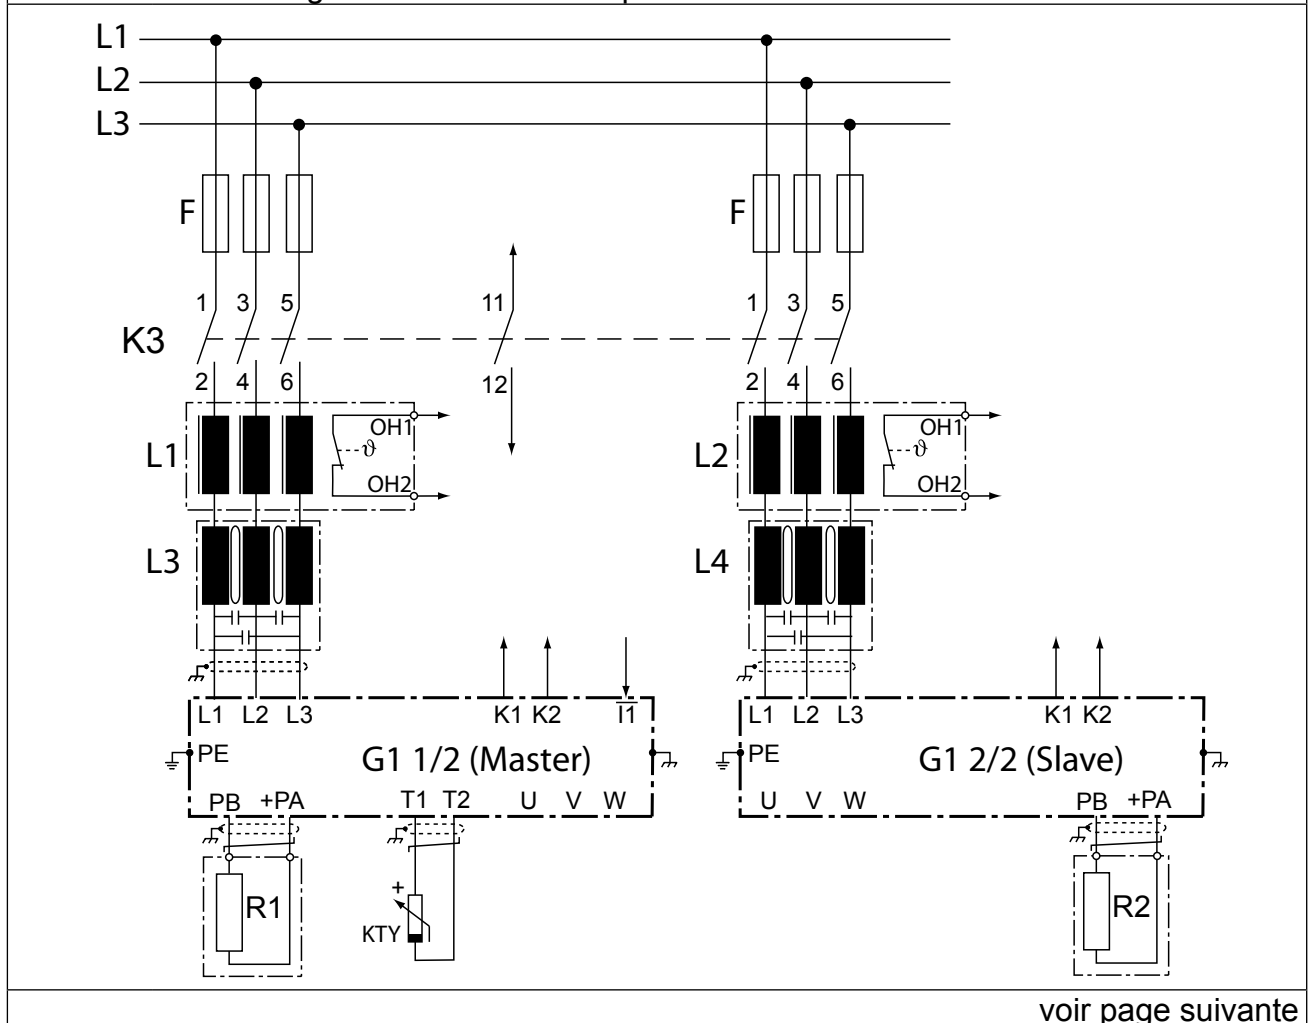 L1
L2
L3
F F
1 3 5 11 1 3 5
K3
2 4 6 12 2 4 6
L1 OH1 ϑ OH2 L2 OH1 ϑ OH2
L3 L4
L1 L2 L3 K1 K2 I1 L1 L2 L3 K1 K2
PE G1 1/2 (Master) PE G1 2/2 (Slave)
PB +PA T1 T2 U V W U V W PB +PA
+
R1 KTY R2
voir page suivante